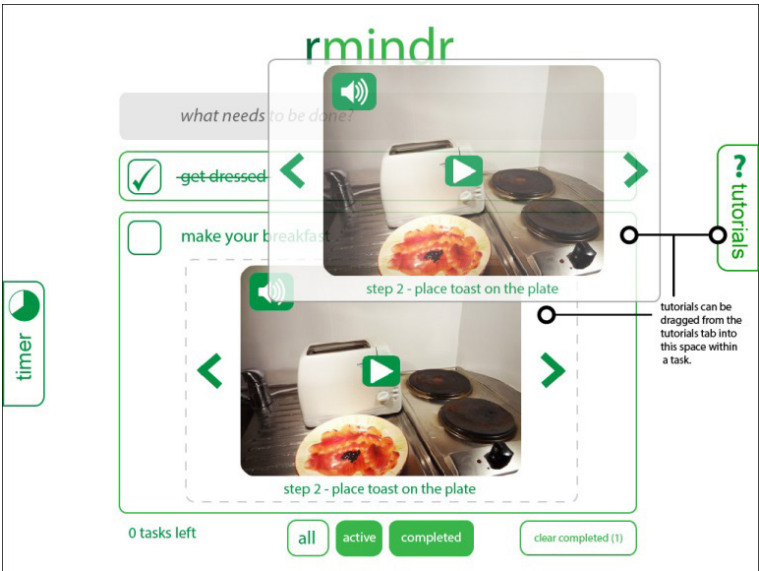 rmindr
what needs to be done?
get dressed
make your breakfast
step 2 - place toast on the plate
step 2 - place toast on the plate
0 tasks left
all
active
completed
clear completed (1)
timer
? tutorials
tutorials can be
dragged from the
tutorials tab into
this space within
a task.